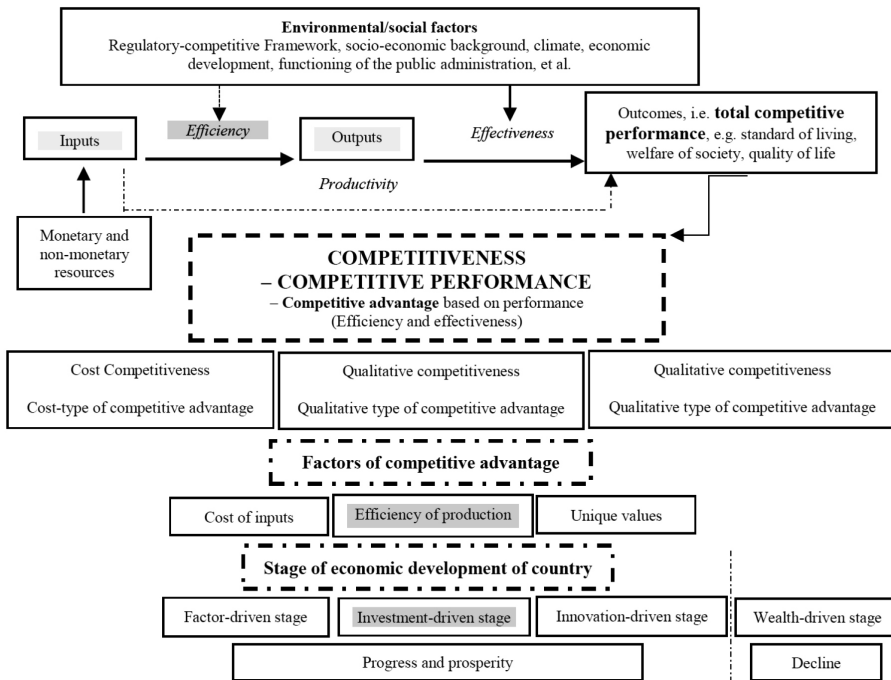 Environmental/social factors
Regulatory-competitive Framework, socio-economic background, climate, economic
development, functioning of the public administration, et al.
Inputs
Efficiency
Outputs
Effectiveness
Outcomes, i.e. total competitive
performance, e.g. standard of living,
welfare of society, quality of life
Productivity
Monetary and
non-monetary
resources
COMPETITIVENESS
– COMPETITIVE PERFORMANCE
– Competitive advantage based on performance
(Efficiency and effectiveness)
Cost Competitiveness
Cost-type of competitive advantage
Qualitative competitiveness
Qualitative type of competitive advantage
Qualitative competitiveness
Qualitative type of competitive advantage
Factors of competitive advantage
Cost of inputs
Efficiency of production
Unique values
Stage of economic development of country
Factor-driven stage
Investment-driven stage
Innovation-driven stage
Wealth-driven stage
Progress and prosperity
Decline